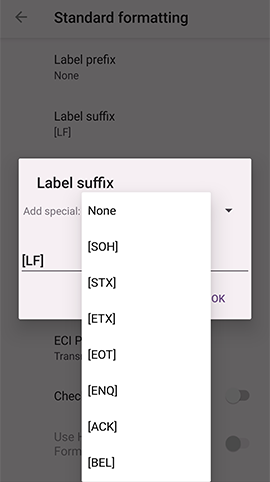 Standard formatting
Label prefix
None
Label suffix
[LF]
Label suffix
Add special:
None
[SOH]
[STX]
[LF]
[ETX]
OK
ECI P
Transm
[EOT]
[ENQ]
Chec
[ACK]
Use H
Form
[BEL]